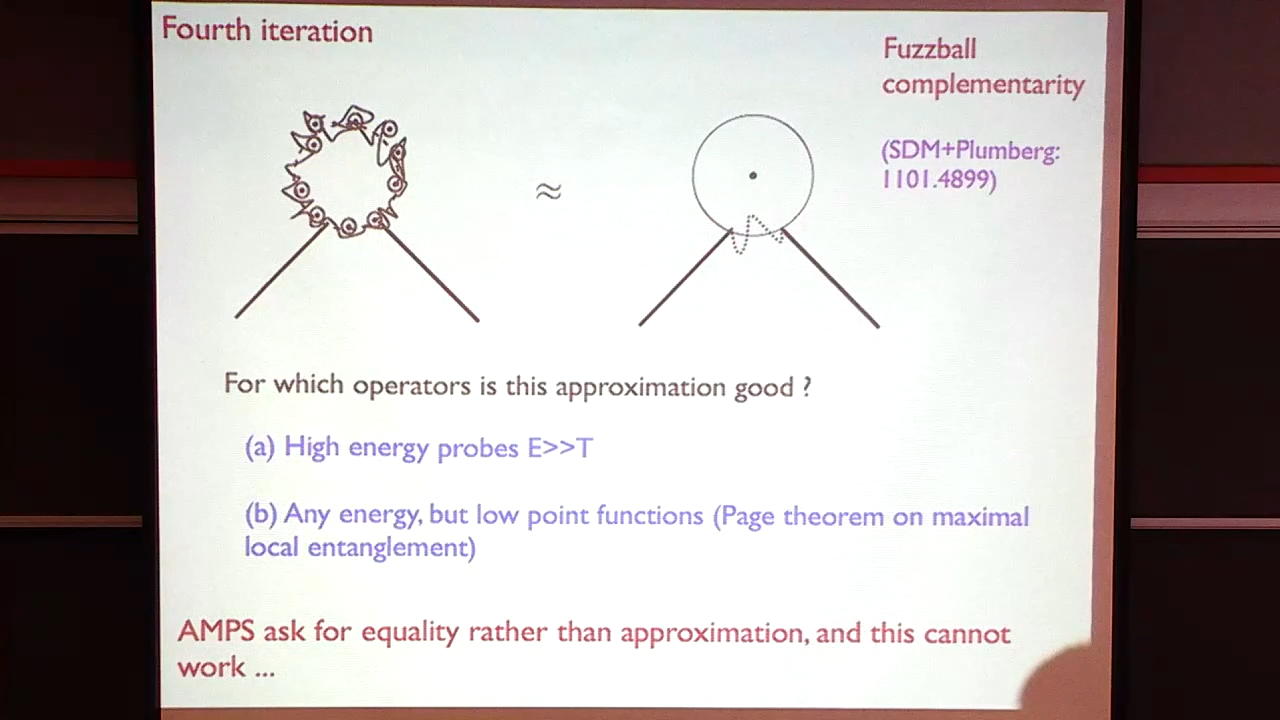 Fourth iteration
Fuzzball
complementarity
(SDM+Plumberg:
1101.4899)
≈
For which operators is this approximation good ?
(a) High energy probes E>>T
(b) Any energy, but low point functions (Page theorem on maximal
local entanglement)
AMPS ask for equality rather than approximation, and this cannot
work ...